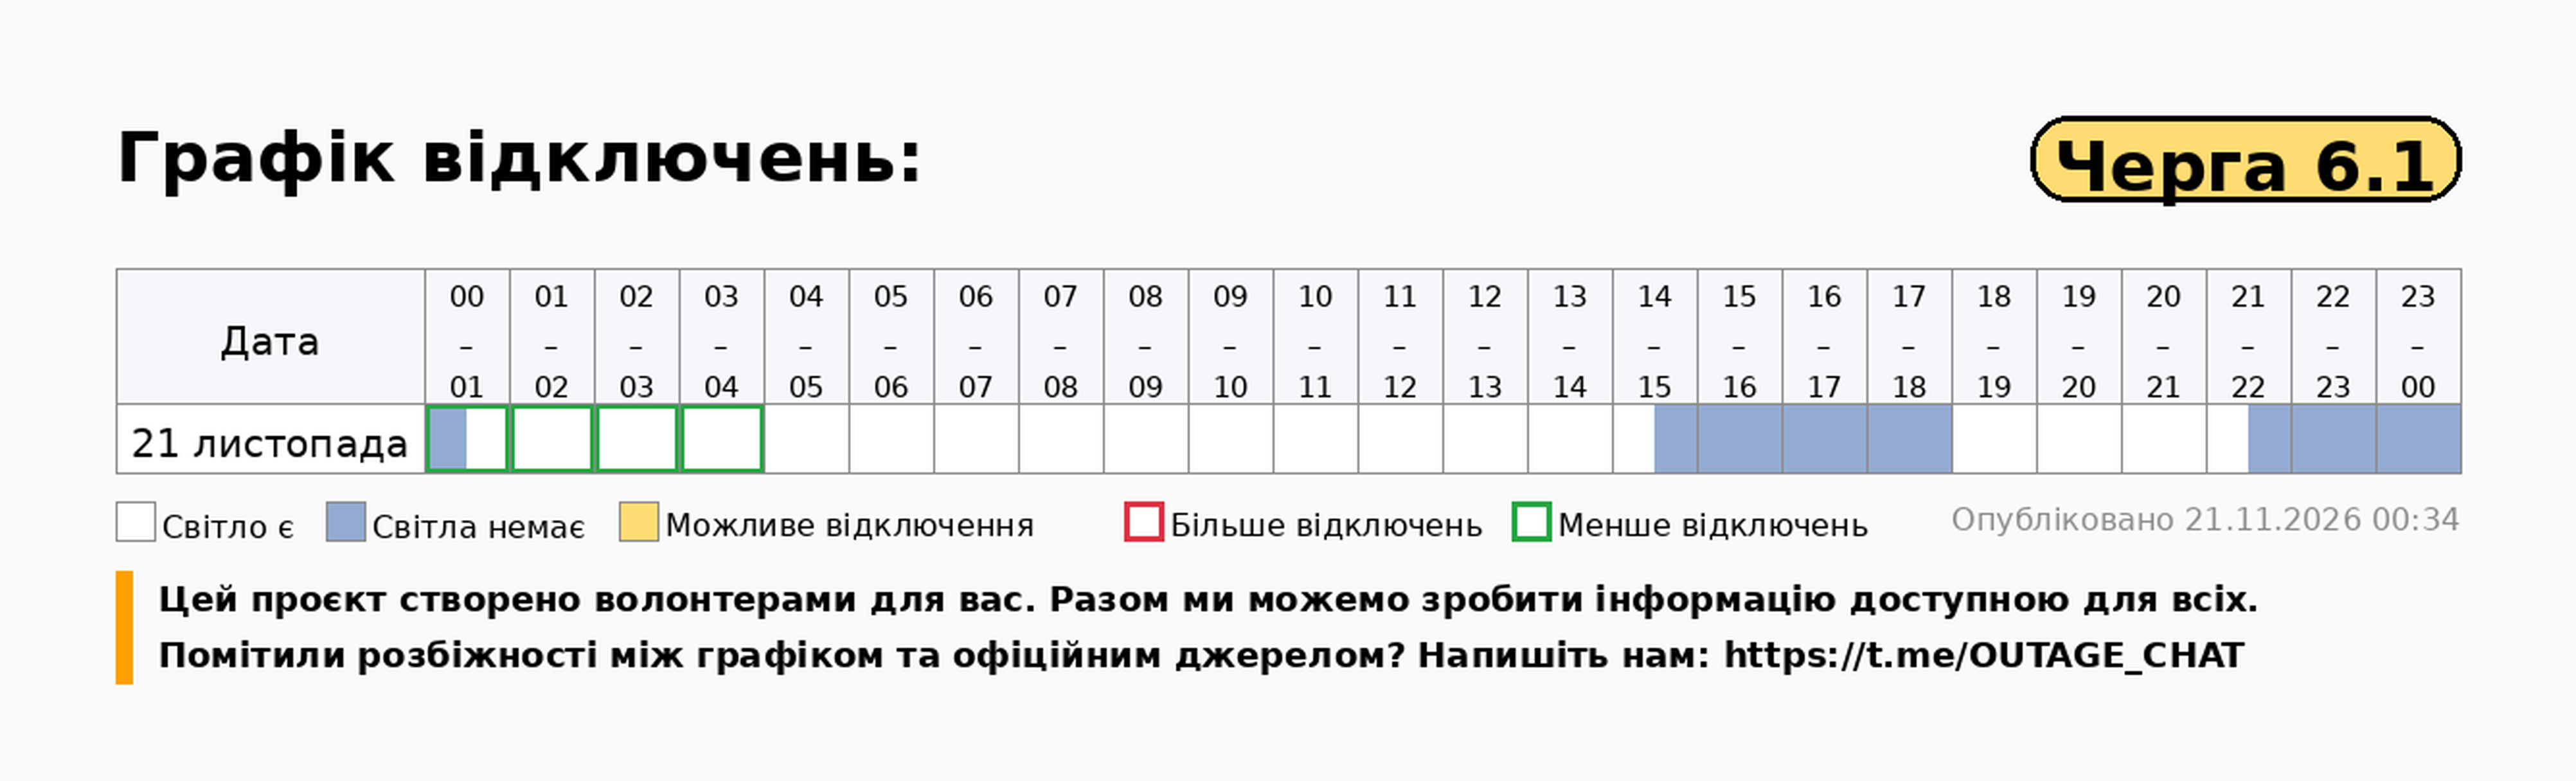 Графік відключень:
Черга 6.1
Дата 00 – 01 01 – 02 02 – 03 03 – 04 04 – 05 05 – 06 06 – 07 07 – 08 08 – 09 09 – 10 10 – 11 11 – 12 12 – 13 13 – 14 14 – 15 15 – 16 16 – 17 17 – 18 18 – 19 19 – 20 20 – 21 21 – 22 22 – 23 23 – 00
21 листопада
Світло є Світла немає Можливе відключення Більше відключень Менше відключень Опубліковано 21.11.2026 00:34
Цей проєкт створено волонтерами для вас. Разом ми можемо зробити інформацію доступною для всіх.
Помітили розбіжності між графіком та офіційним джерелом? Напишіть нам: https://t.me/OUTAGE_CHAT